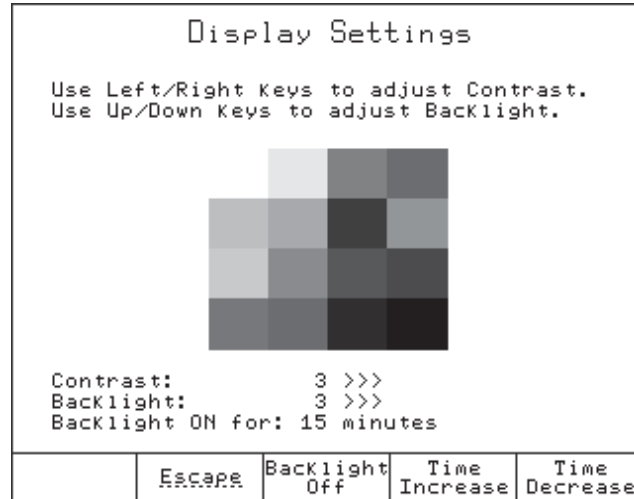 Display Settings
Use Left/Right Keys to adjust Contrast.
Use Up/Down Keys to adjust Backlight.
Contrast: 3 >>>
Backlight: 3 >>>
Backlight ON for: 15 minutes
Escape
Backlight
Off
Time
Increase
Time
Decrease